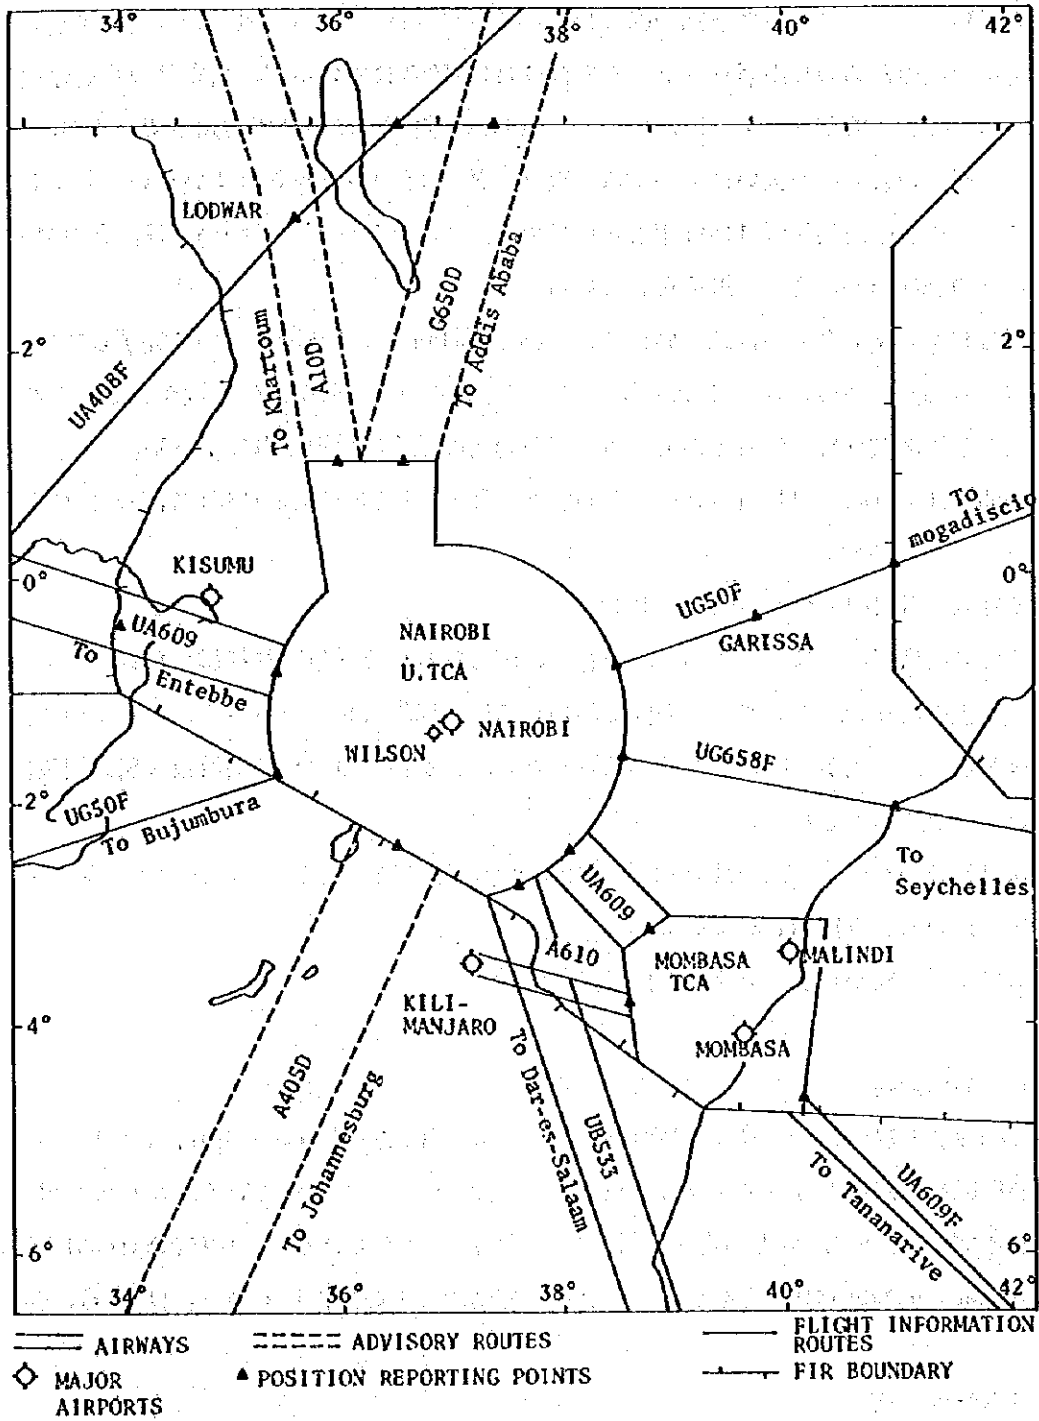 34°
36°
38°
40°
42°
LODWAR
G650D
To Addis Ababa
To Khartoum
A10D
2°
2°
UA408F
To
mogadiscio
KISUMU
0°
0°
UG50F
UA609
NAIROBI
U.TCA
GARISSA
To
Entebbe
NAIROBI
WILSON
UG658F
2°
UG50F
To Bujumbura
To
Seychelles
UA609
A610
MOMBASA
TCA
MALINDI
KILI-
MANJARO
4°
MOMBASA
To Dar-es-Salaam
A405D
To Johannesburg
UB533
UA609F
To Tananarive
6°
6°
34°
36°
38°
40°
42°
AIRWAYS
ADVISORY ROUTES
FLIGHT INFORMATION
ROUTES
MAJOR
AIRPORTS
POSITION REPORTING POINTS
FIR BOUNDARY